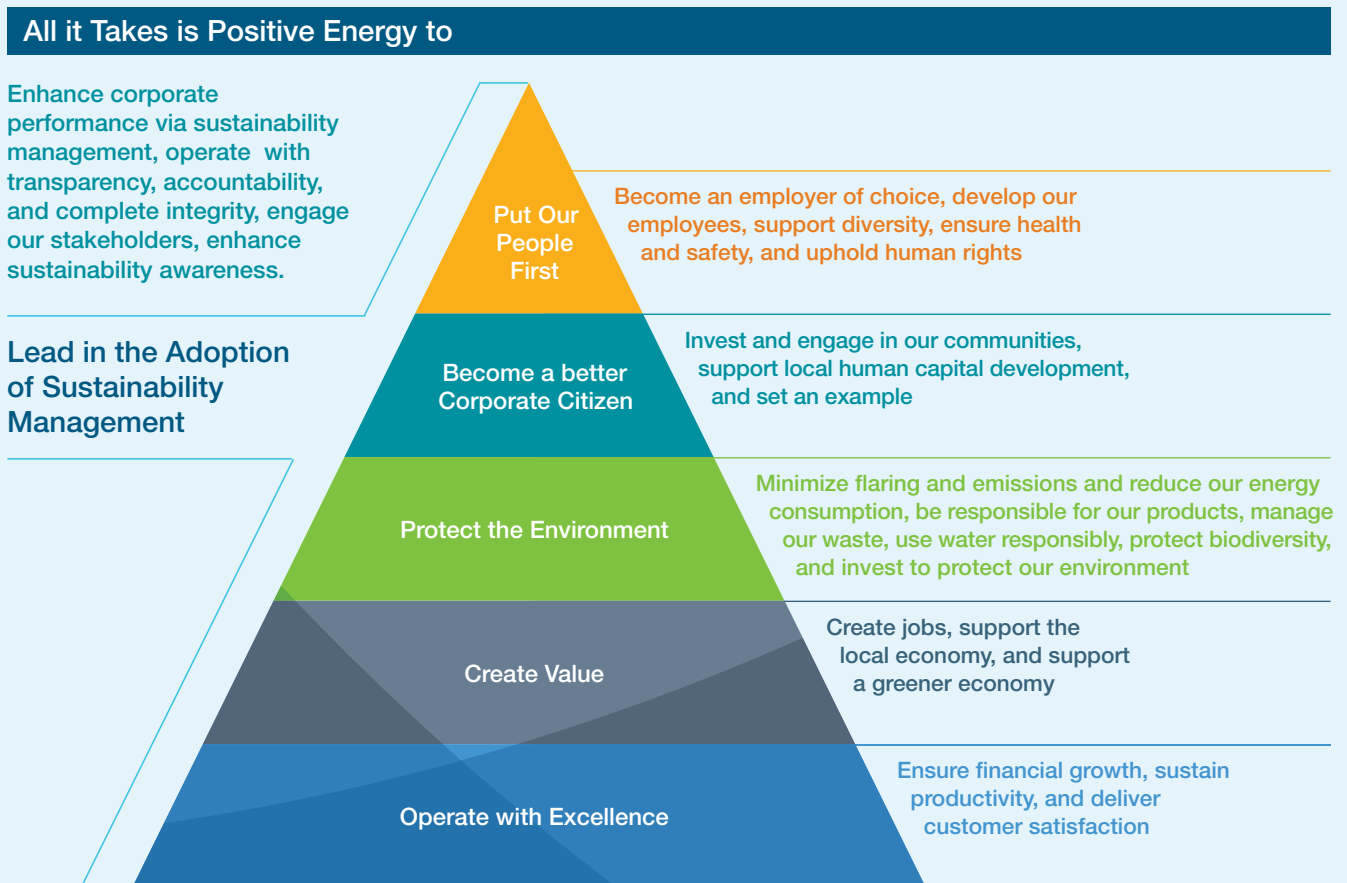 All it Takes is Positive Energy to
Enhance corporate
performance via sustainability
management, operate  with
transparency, accountability,
and complete integrity, engage
our stakeholders, enhance
sustainability awareness.
Lead in the Adoption
of Sustainability
Management
Put Our
People
First
Become an employer of choice, develop our
employees, support diversity, ensure health
and safety, and uphold human rights
Become a better
Corporate Citizen
Invest and engage in our communities,
support local human capital development,
and set an example
Protect the Environment
Minimize flaring and emissions and reduce our energy
consumption, be responsible for our products, manage
our waste, use water responsibly, protect biodiversity,
and invest to protect our environment
Create Value
Create jobs, support the
local economy, and support
a greener economy
Operate with Excellence
Ensure financial growth, sustain
productivity, and deliver
customer satisfaction